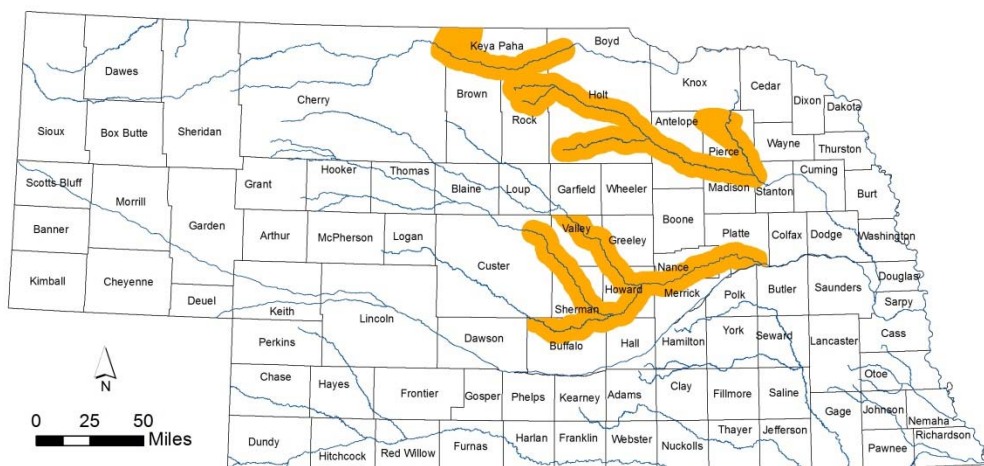 Keya Paha
Boyd
Dawes
Knox
Cedar
Cherry
Brown
Holt
Dixon
Dakota
Rock
Antelope
Sioux
Box Butte
Sheridan
Pierce
Wayne
Thurston
Scotts Bluff
Grant
Hooker
Thomas
Blaine
Loup
Garfield
Wheeler
Madison
Stanton
Cuming
Burt
Morrill
Garden
Boone
Banner
Arthur
McPherson
Logan
Custer
Valley
Greeley
Platte
Colfax
Dodge
Washington
Kimball
Cheyenne
Deuel
Nance
Howard
Merrick
Douglas
Saunders
Butler
Polk
Sarpy
Keith
Lincoln
Sherman
Perkins
Dawson
Buffalo
Hall
Hamilton
York
Seward
Lancaster
Cass
N
Otoe
Chase
Hayes
Frontier
Gosper
Phelps
Kearney
Adams
Clay
Fillmore
Saline
Gage
Johnson
Nemaha
Dundy
Hitchcock
Red Willow
Furnas
Harlan
Franklin
Webster
Nuckolls
Thayer
Jefferson
Pawnee
Richardson
0 25 50
Miles